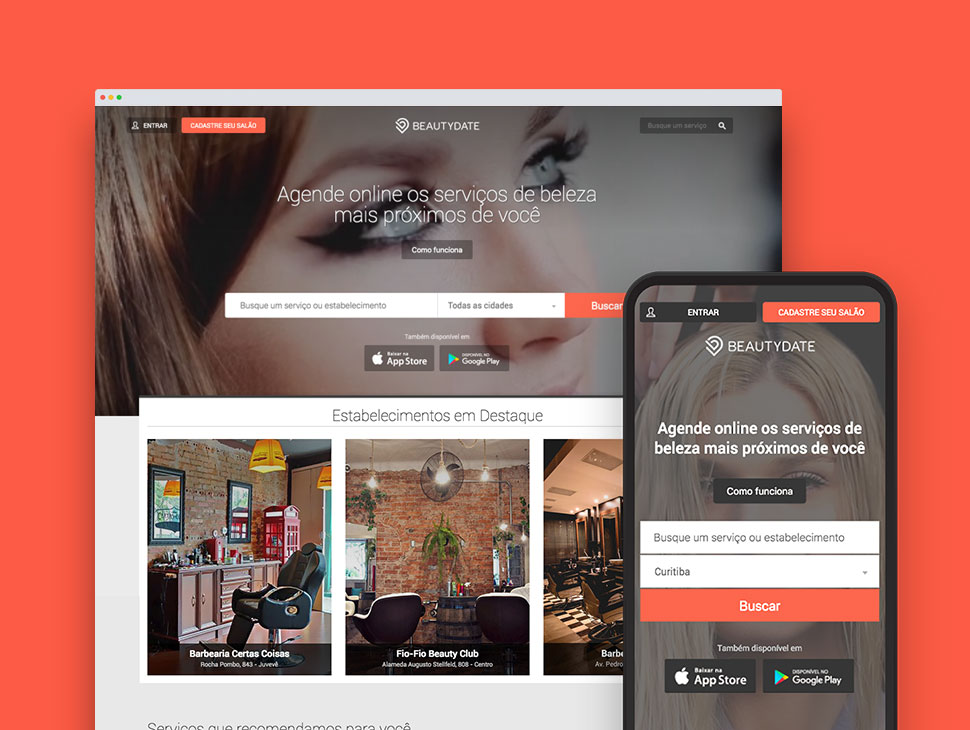 ENTRAR
CADASTRE SEU SALÃO
BEAUTYDATE
Busque um serviço
Agende online os serviços de beleza
mais próximos de você
Como funciona
Busque um serviço ou estabelecimento
Todas as cidades
Buscar
Também disponível em
Baixar na
App Store
DISPONÍVEL NO
Google Play
Estabelecimentos em Destaque
Barbearia Certas Coisas
Rocha Pombo, 843 - Juvevê
Fio-Fio Beauty Club
Alameda Augusto Stellfeld, 808 - Centro
Barbe
Av. Pedro
Serviços que recomendamos para você
ENTRAR
CADASTRE SEU SALÃO
BEAUTYDATE
Agende online os serviços de
beleza mais próximos de você
Como funciona
Busque um serviço ou estabelecimento
Curitiba
Buscar
Também disponível em
Baixar na
App Store
DISPONÍVEL NO
Google Play